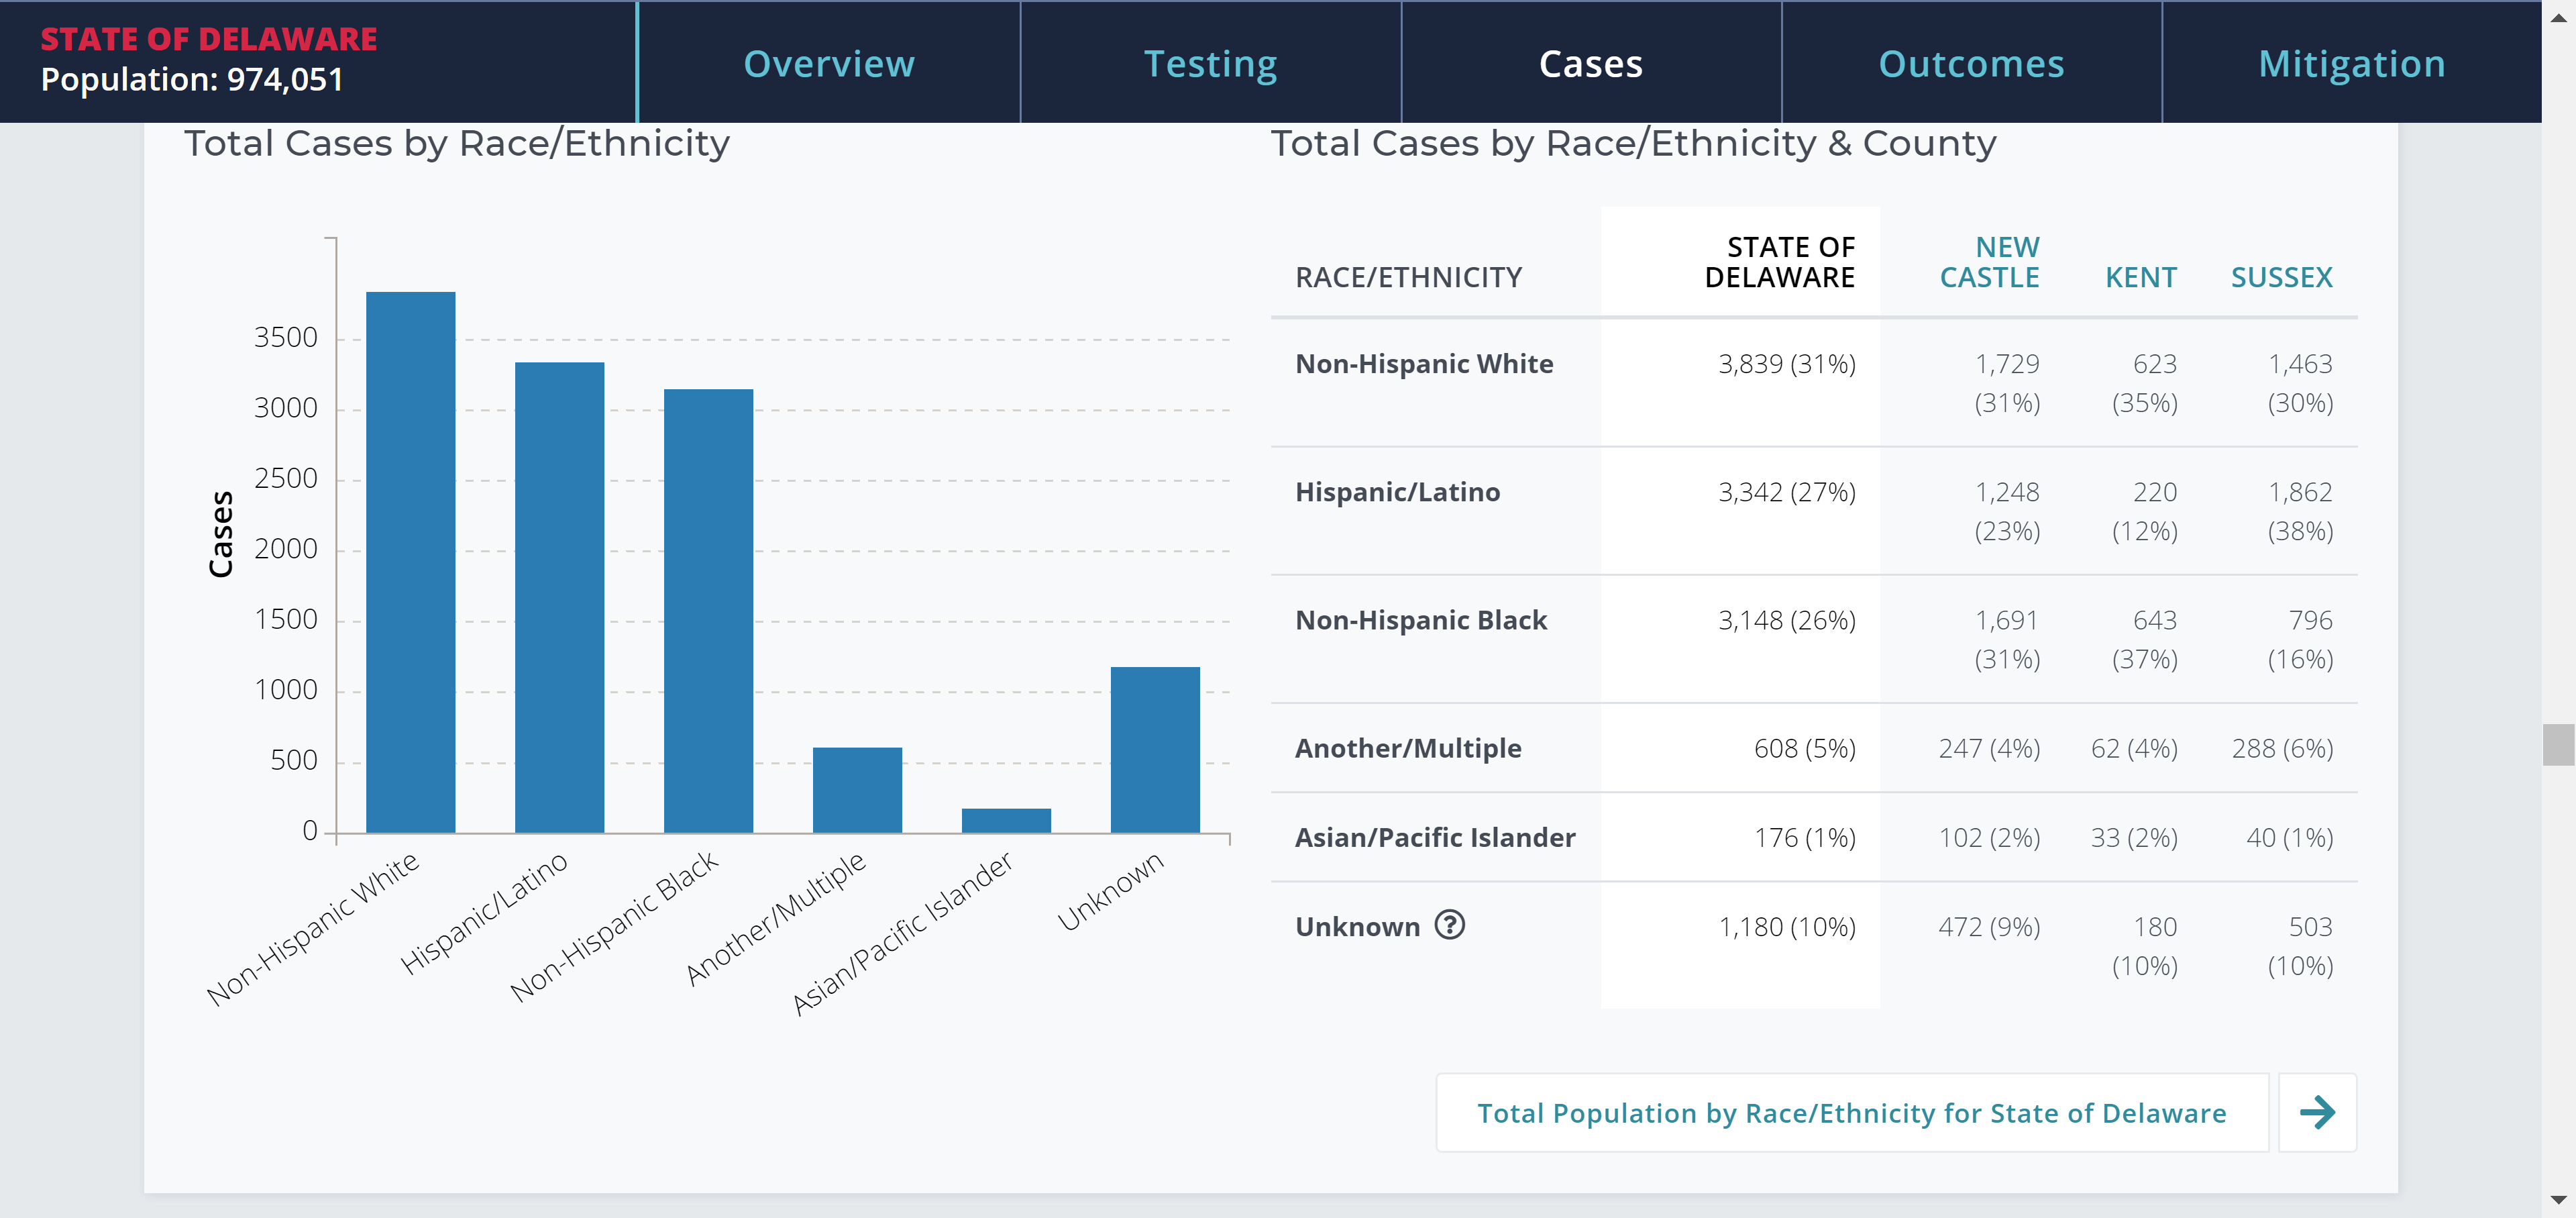 STATE OF DELAWARE
Population: 974,051
Overview
Testing
Cases
Outcomes
Mitigation
Total Cases by Race/Ethnicity
Cases
3500
3000
2500
2000
1500
1000
500
0
Non-Hispanic White
Hispanic/Latino
Non-Hispanic Black
Another/Multiple
Asian/Pacific Islander
Unknown
Total Cases by Race/Ethnicity & County
RACE/ETHNICITY
STATE OF
DELAWARE
NEW
CASTLE
KENT
SUSSEX
Non-Hispanic White 3,839 (31%) 1,729 623 1,463
(31%) (35%) (30%)
Hispanic/Latino 3,342 (27%) 1,248 220 1,862
(23%) (12%) (38%)
Non-Hispanic Black 3,148 (26%) 1,691 643 796
(31%) (37%) (16%)
Another/Multiple 608 (5%) 247 (4%) 62 (4%) 288 (6%)
Asian/Pacific Islander 176 (1%) 102 (2%) 33 (2%) 40 (1%)
Unknown ? 1,180 (10%) 472 (9%) 180 503
(10%) (10%)
Total Population by Race/Ethnicity for State of Delaware